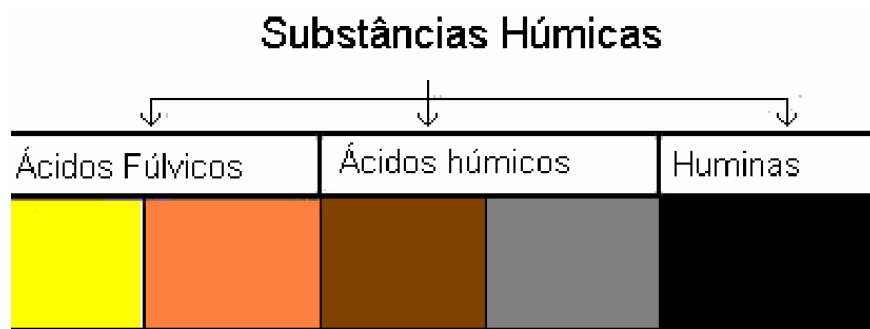 Substâncias Húmicas
Ácidos Fúlvicos
Ácidos húmicos
Huminas